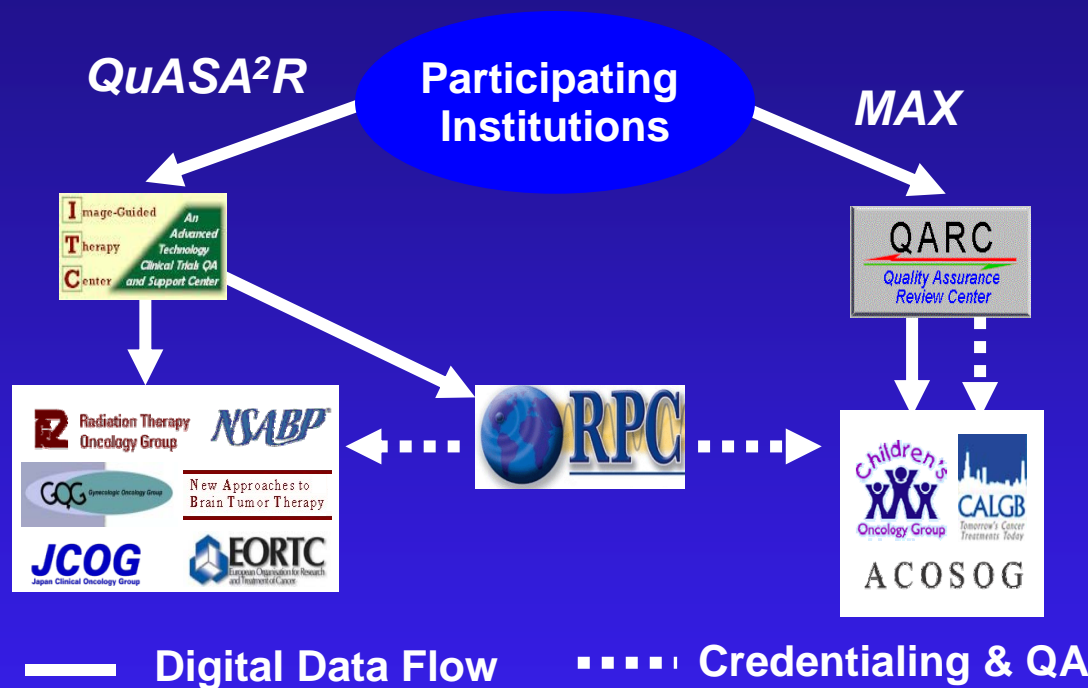 QuASA²R
Participating
Institutions
MAX
Image-Guided
Therapy
Center
An
Advanced
Technology
Clinical Trials QA
and Support Center
QARC
Quality Assurance
Review Center
Radiation Therapy
Oncology Group
NSABP
GOG Gynecologic Oncology Group
New Approaches to
Brain Tumor Therapy
JCOG
Japan Clinical Oncology Group
EORTC
European Organisation for Research
and Treatment of Cancer
RPC
Children's
Oncology Group
CALGB
Tomorrow's Cancer
Treatments Today
ACOSOG
Digital Data Flow
Credentialing & QA